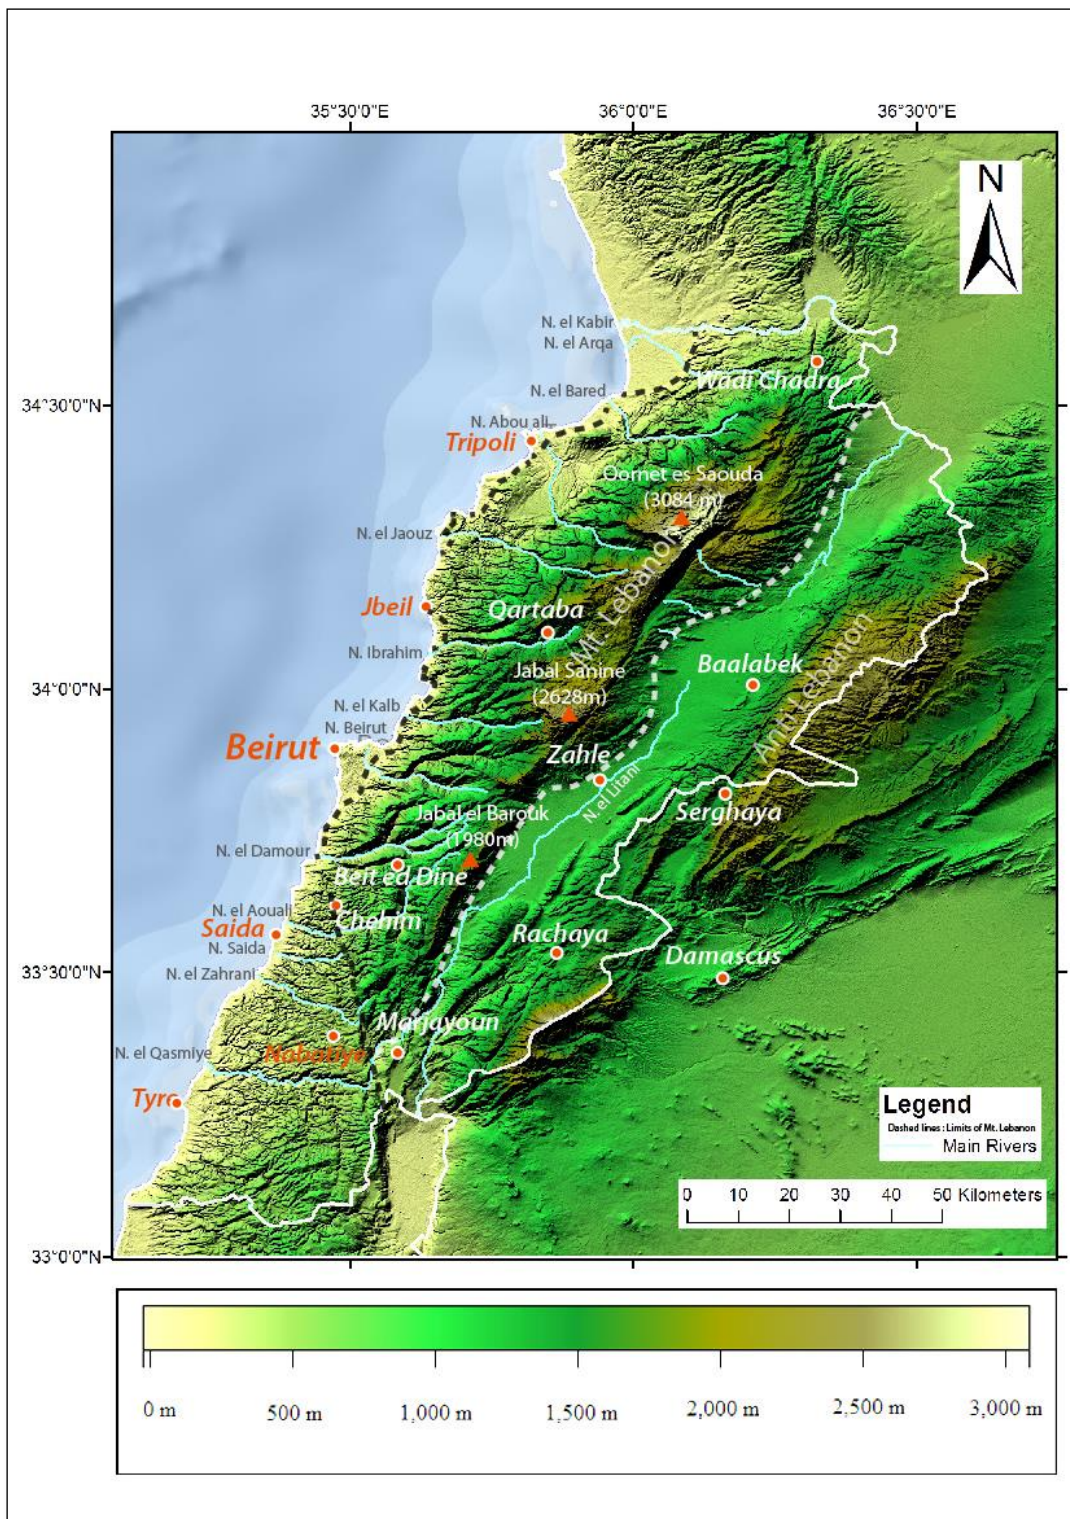 35°30'0"E
36°0'0"E
36°30'0"E
N
N. el Kabir
N. el Arqa
Wadi Chadra
N. el Bared
34°30'0"N
N. Abou ali
Tripoli
Qornet es Saouda
(3084 m)
N. el Jaouz
Mt. Lebanon
Jbeil
Qartaba
N. Ibrahim
Baalabek
Jabal Sanine
(2628m)
34°0'0"N
Anti Lebanon
N. el Kalb
N. Beirut
Beirut
Zahle
N. el Litani
Serghaya
Jabal el Barouk
(1980m)
N. el Damour
Beit ed Dine
N. el Aouali
Chehim
Saida
N. Saida
Rachaya
Damascus
33°30'0"N
N. el Zahrani
Marjayoun
N. el Qasmiye
Nabatiye
Tyre
Legend
Dashed lines : Limits of Mt. Lebanon
Main Rivers
0 10 20 30 40 50 Kilometers
33°0'0"N
0 m
500 m
1,000 m
1,500 m
2,000 m
2,500 m
3,000 m